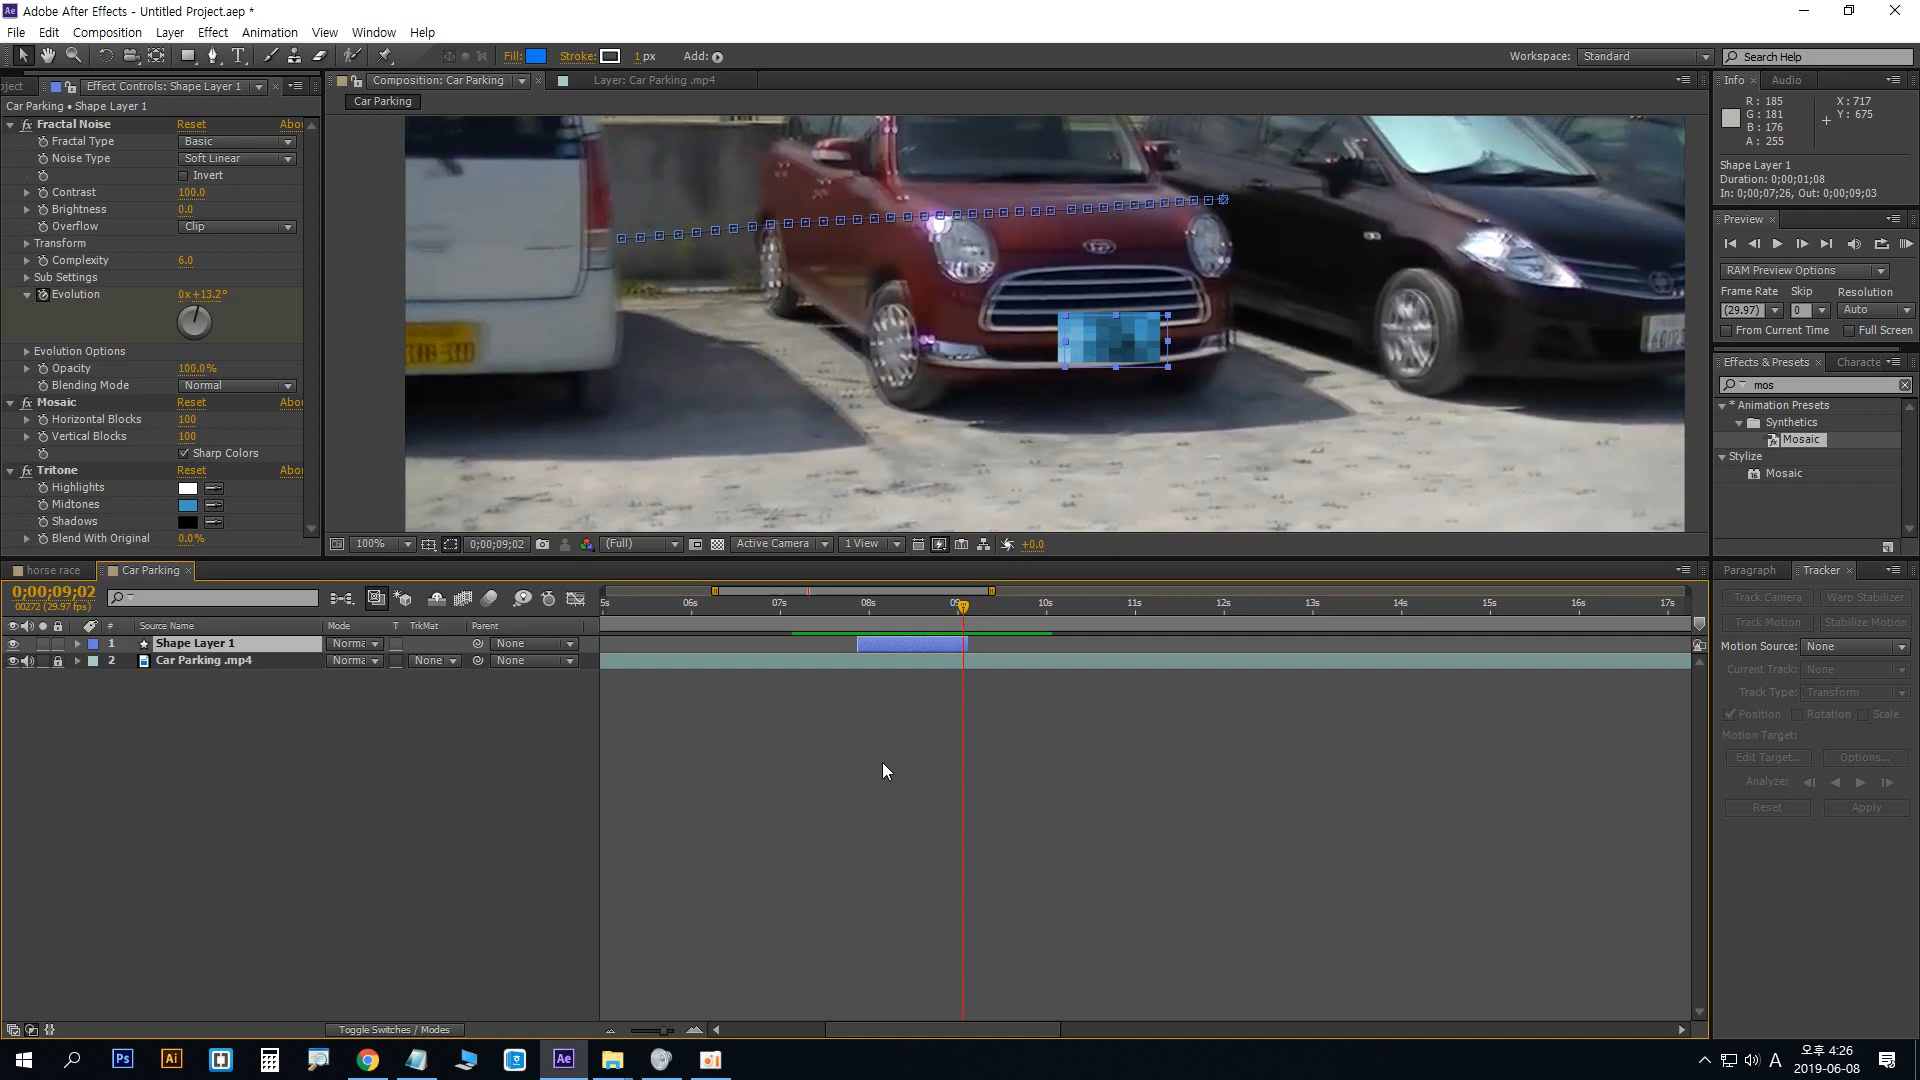 Adobe After Effects - Untitled Project.aep *
File Edit Composition Layer Effect Animation View Window Help
Fill: Stroke: 1 px Add:
Workspace: Standard Search Help
Effect Controls: Shape Layer 1
Composition: Car Parking
Layer: Car Parking .mp4
Info Audio
Car Parking • Shape Layer 1
Car Parking
R : 185
G : 181
B : 176
A : 255
X : 717
Y : 675
Shape Layer 1
Duration: 0;00;01;08
In: 0;00;07;26, Out: 0;00;09;03
fx Fractal Noise Reset
Fractal Type Basic
Noise Type Soft Linear
Invert
Contrast 100.0
Brightness 0.0
Overflow Clip
Transform
Complexity 6.0
Sub Settings
Evolution 0x+13.2°
Evolution Options
Opacity 100.0%
Blending Mode Normal
fx Mosaic Reset
Horizontal Blocks 100
Vertical Blocks 100
Sharp Colors
fx Tritone Reset
Highlights
Midtones
Shadows
Blend With Original 0.0%
Preview
RAM Preview Options
Frame Rate Skip Resolution
(29.97) 0 Auto
From Current Time Full Screen
Effects & Presets
mos
* Animation Presets
Synthetics
Mosaic
Stylize
Mosaic
100% 0;00;09;02 (Full) Active Camera 1 View +0.0
horse race Car Parking
0;00;09;02
00272 (29.97 fps)
06s 07s 08s 10s 11s 12s 13s 14s 15s 16s 17s
# Source Name Mode T TrkMat Parent
1 Shape Layer 1 None
2 Car Parking .mp4 None None
Toggle Switches / Modes
Paragraph Tracker
Track Camera Warp Stabilizer
Track Motion Stabilize Motion
Motion Source: None
Current Track: None
Track Type: Transform
Position Rotation Scale
Motion Target:
Edit Target... Options...
Analyze:
Reset Apply
Ps Ai Ae
A
오후 4:26
2019-06-08